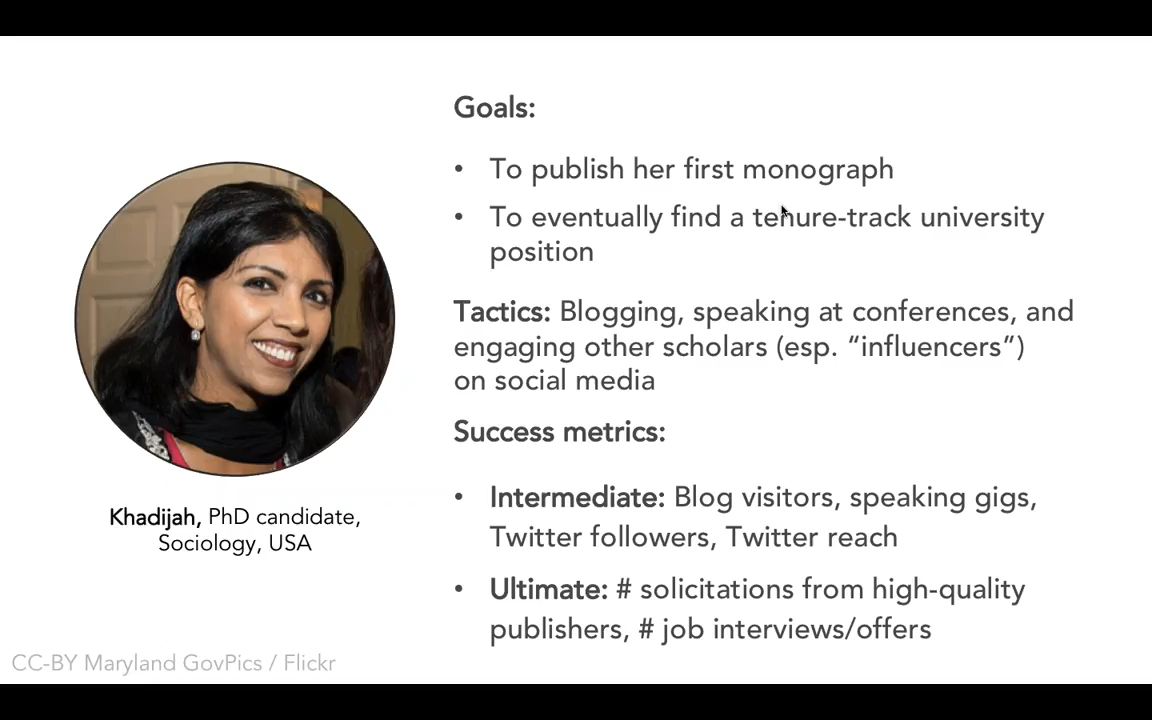 Goals:
• To publish her first monograph
• To eventually find a tenure-track university
position
Tactics: Blogging, speaking at conferences, and
engaging other scholars (esp. “influencers”)
on social media
Success metrics:
• Intermediate: Blog visitors, speaking gigs,
Twitter followers, Twitter reach
• Ultimate: # solicitations from high-quality
publishers, # job interviews/offers
Khadijah, PhD candidate,
Sociology, USA
CC-BY Maryland GovPics / Flickr